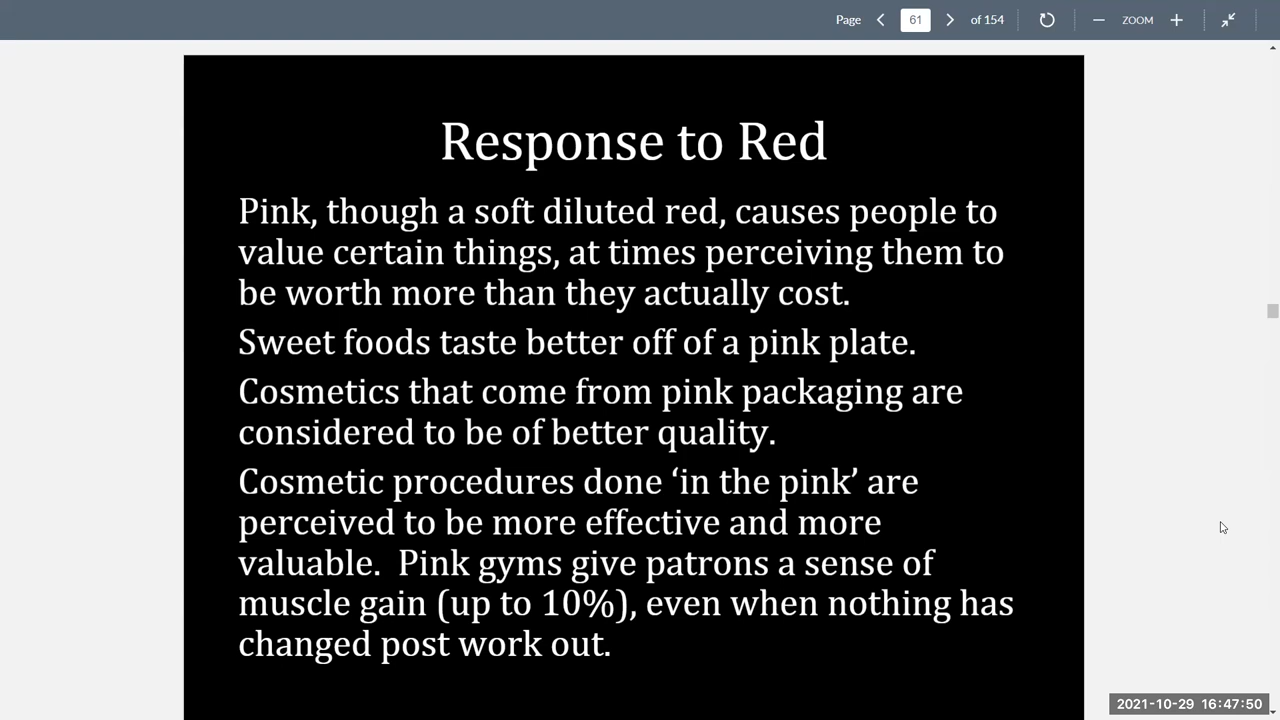 Page 61 of 154 ZOOM
Response to Red
Pink, though a soft diluted red, causes people to
value certain things, at times perceiving them to
be worth more than they actually cost.
Sweet foods taste better off of a pink plate.
Cosmetics that come from pink packaging are
considered to be of better quality.
Cosmetic procedures done ‘in the pink’ are
perceived to be more effective and more
valuable.  Pink gyms give patrons a sense of
muscle gain (up to 10%), even when nothing has
changed post work out.
2021-10-29 16:47:50